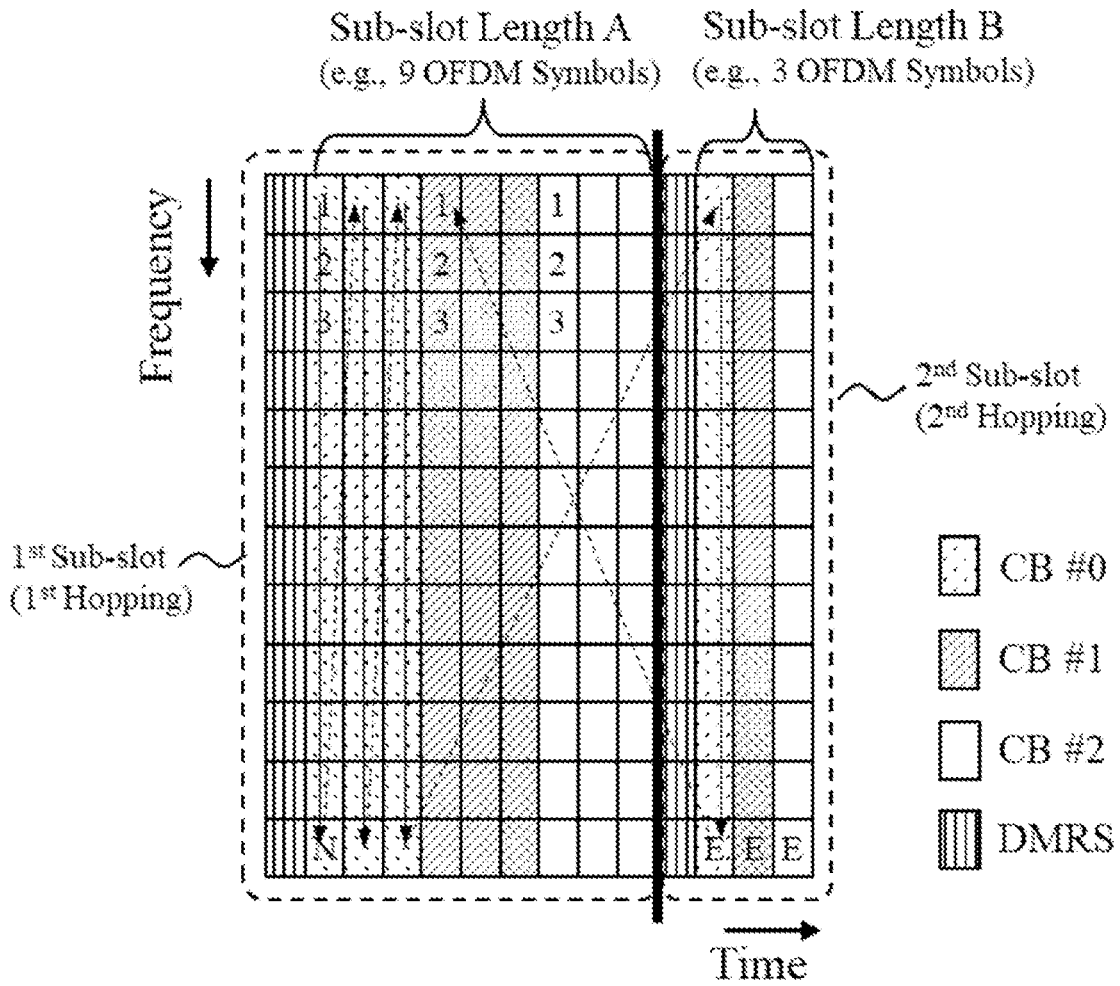 Sub-slot Length A
(e.g., 9 OFDM Symbols)
Sub-slot Length B
(e.g., 3 OFDM Symbols)
Frequency
1 1 1
2 2 2
3 3 3
2nd Sub-slot
(2nd Hopping)
1st Sub-slot
(1st Hopping)
CB #0
CB #1
CB #2
DMRS
N E E E
Time